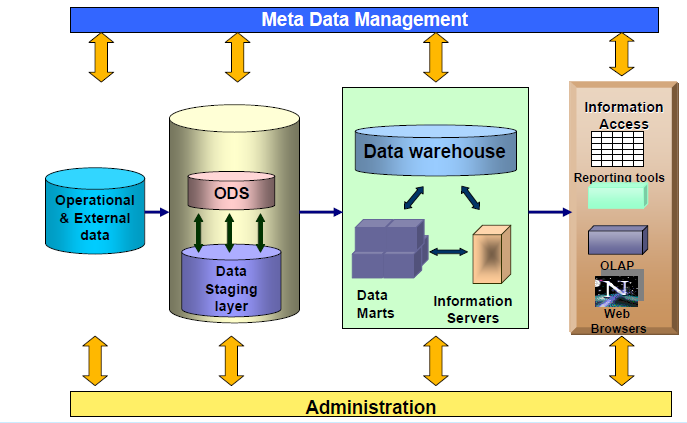 Meta Data Management
Operational
& External
data
ODS
Data
Staging
layer
Data warehouse
Data
Marts
Information
Servers
Information
Access
Reporting tools
OLAP
N
Web
Browsers
Administration